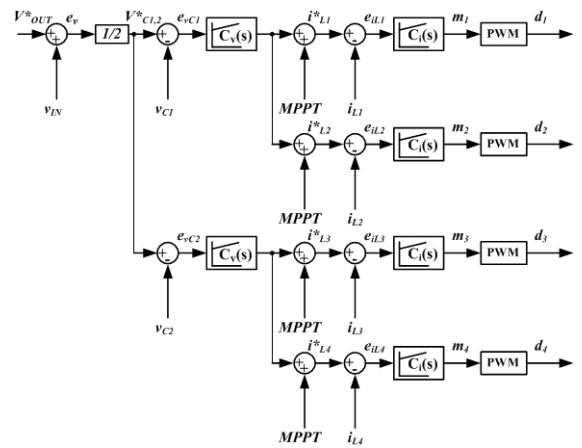 V*OUT ev 1/2 V*C1,2 evC1 Cv(s) i*L1 eiL1 Ci(s) m1 PWM d1
vIN vC1 MPPT iL1
i*L2 eiL2 Ci(s) m2 PWM d2
MPPT iL2
evC2 Cv(s) i*L3 eiL3 Ci(s) m3 PWM d3
vC2 MPPT iL3
i*L4 eiL4 Ci(s) m4 PWM d4
MPPT iL4